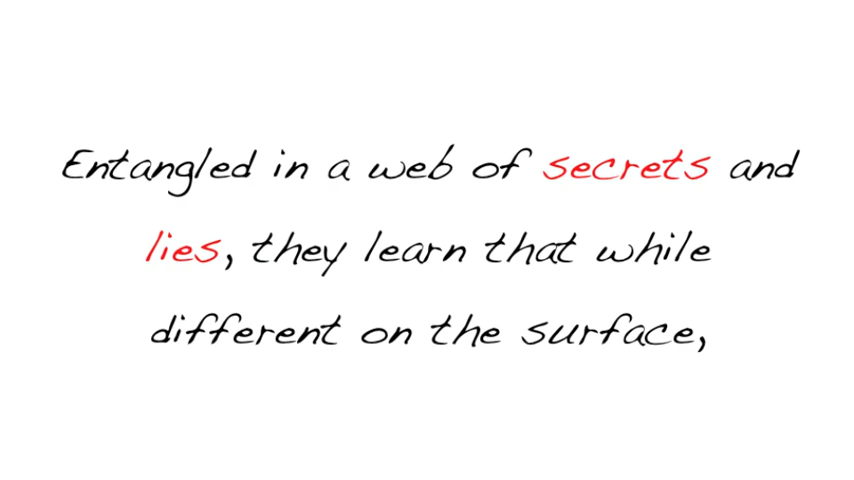 Entangled in a web of secrets and
lies, they learn that while
different on the surface,